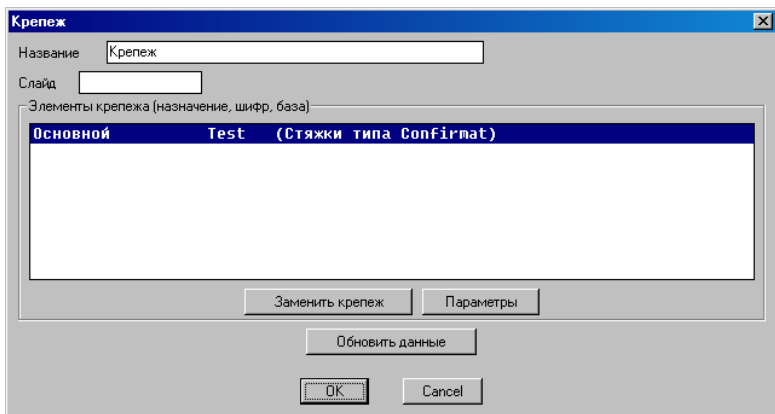 Крепеж
Название Крепеж
Слайд
Элементы крепежа (назначение, шифр, база)
Основной Test (Стяжки типа Confirmat)
Заменить крепеж Параметры
Обновить данные
OK Cancel